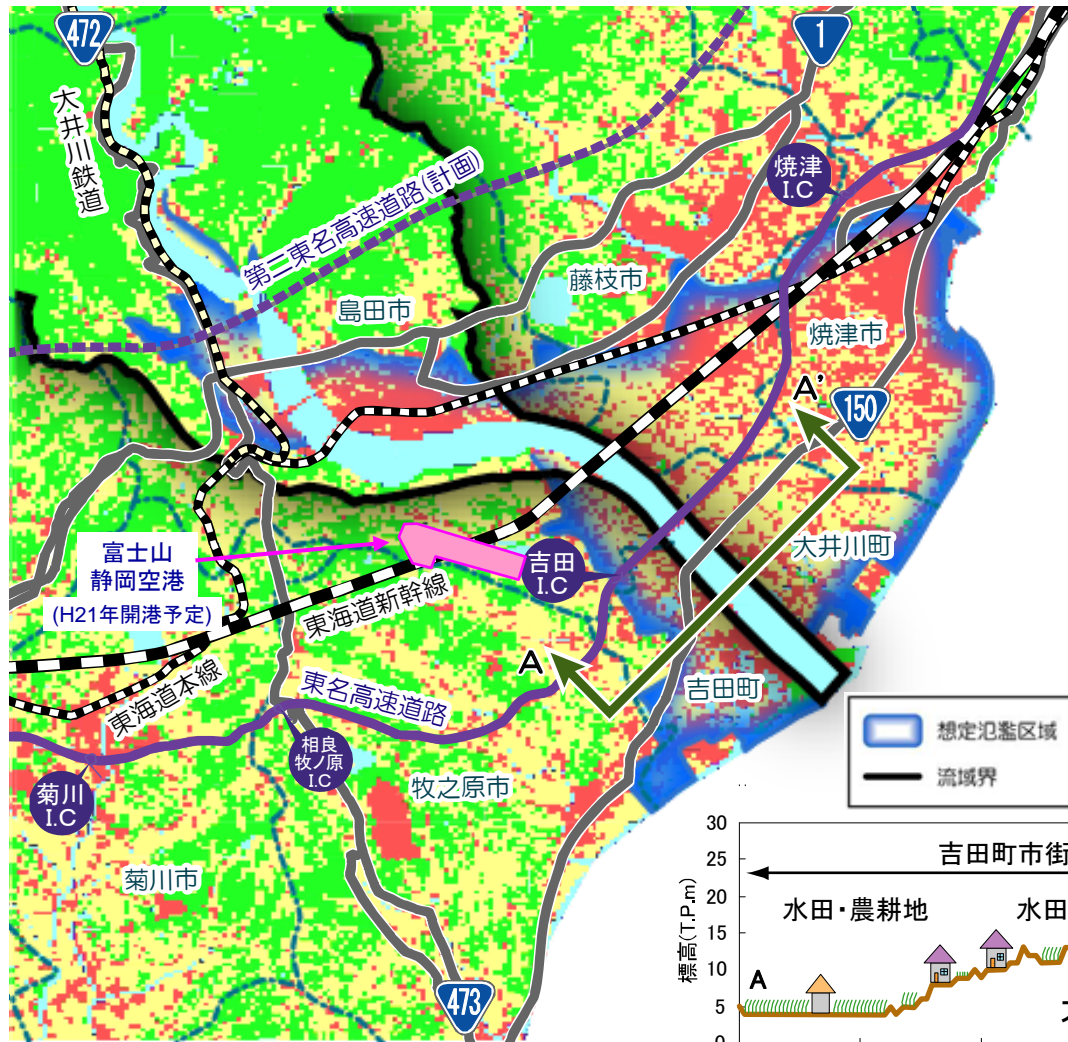 472
1
大井川鉄道
第二東名高速道路(計画)
焼津
I.C
藤枝市
島田市
焼津市
A'
150
大井川町
富士山
静岡空港
(H21年開港予定)
吉田
I.C
東海道新幹線
東海道本線
A
吉田町
東名高速道路
相良
牧ノ原
I.C
牧之原市
菊川
I.C
菊川市
473
想定氾濫区域
流域界
30
25
20
15
10
5
0
標高(T.P.m)
吉田町市街
水田・農耕地
水田
A